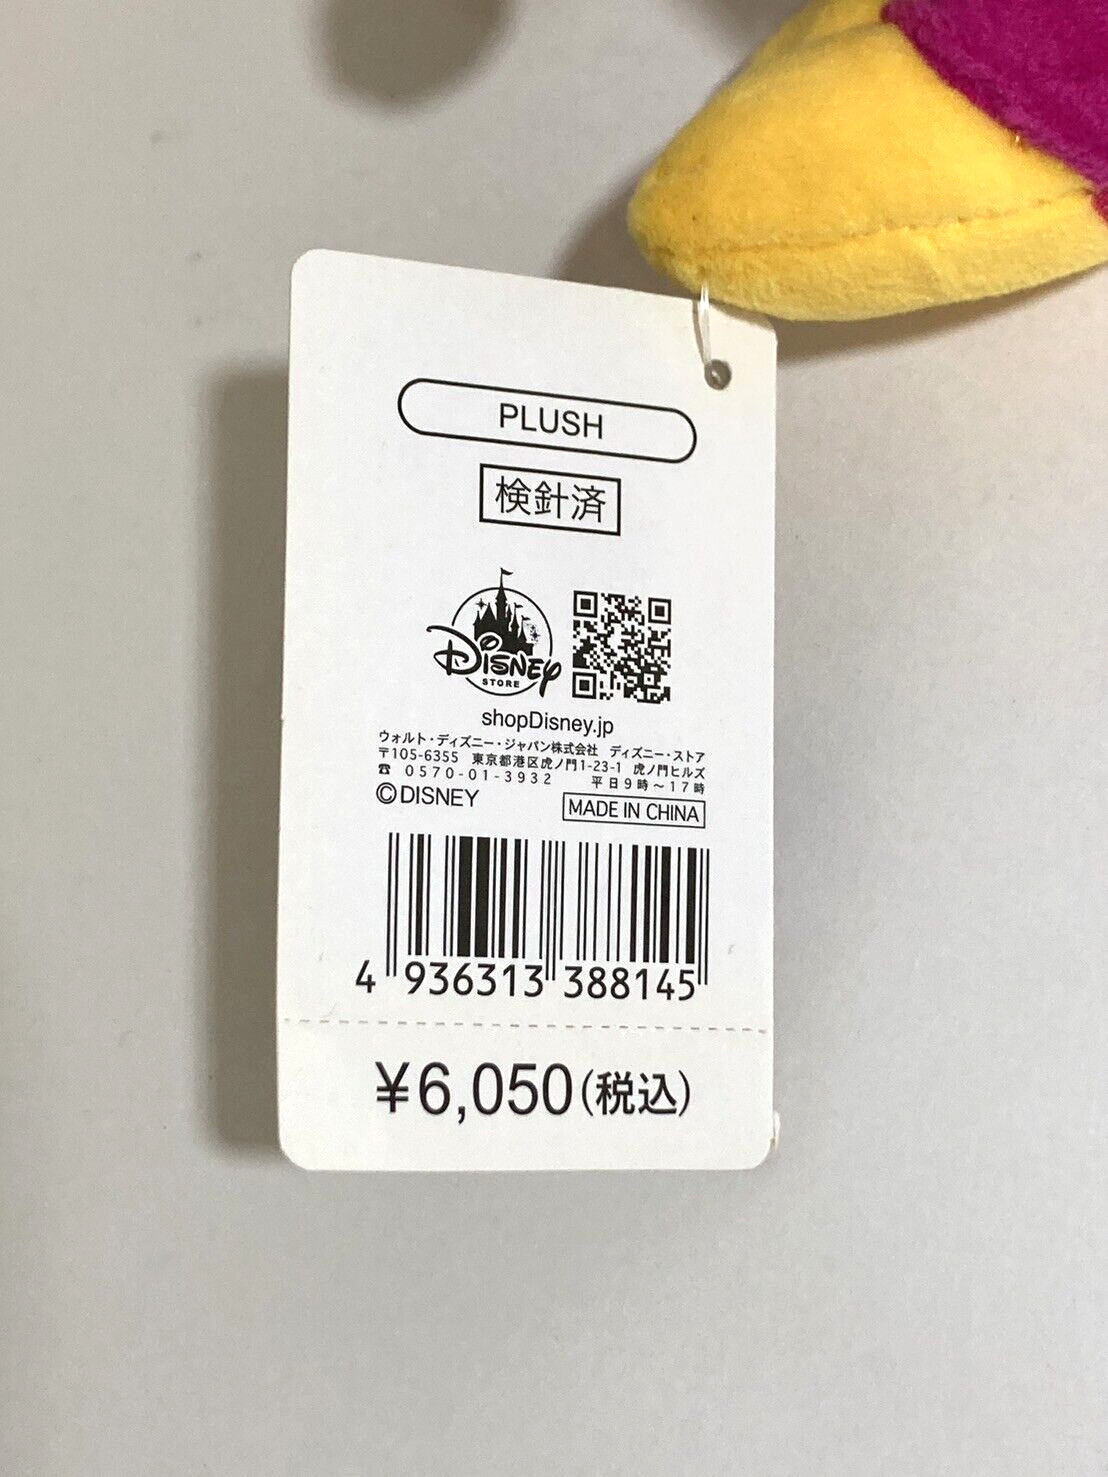 PLUSH
検針済
Disney
STORE
shopDisney.jp
ウォルト・ディズニー・ジャパン株式会社 ディズニー・ストア
〒105-6355 東京都港区虎ノ門1-23-1 虎ノ門ヒルズ
☎ 0570-01-3932 平日9時～17時
©DISNEY MADE IN CHINA
4 936313 388145
¥6,050(税込)